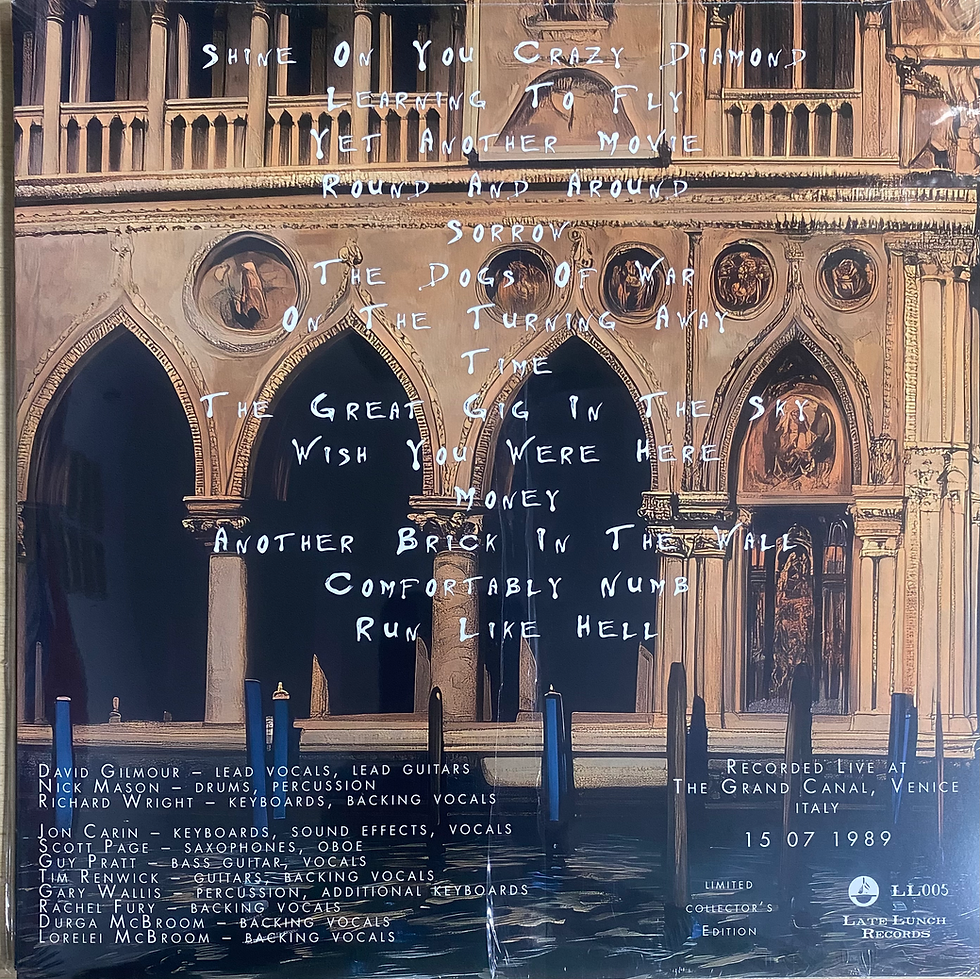 Shine On You Crazy Diamond
Learning To Fly
Yet Another Movie
Round And Around
Sorrow
The Dogs Of War
On The Turning Away
Time
The Great Gig In The Sky
Wish You Were Here
Money
Another Brick In The Wall
Comfortably Numb
Run Like Hell
David Gilmour – lead vocals, lead guitars
Nick Mason – drums, percussion
Richard Wright – keyboards, backing vocals
Jon Carin – keyboards, sound effects, vocals
Scott Page – saxophones, oboe
Guy Pratt – bass guitar, vocals
Tim Renwick – guitars, backing vocals
Gary Wallis – percussion, additional keyboards
Rachel Fury – backing vocals
Durga McBroom – backing vocals
Lorelei McBroom – backing vocals
Recorded Live at
The Grand Canal, Venice
Italy
15 07 1989
limited
collector's
Edition
LL005
Late Lunch
Records